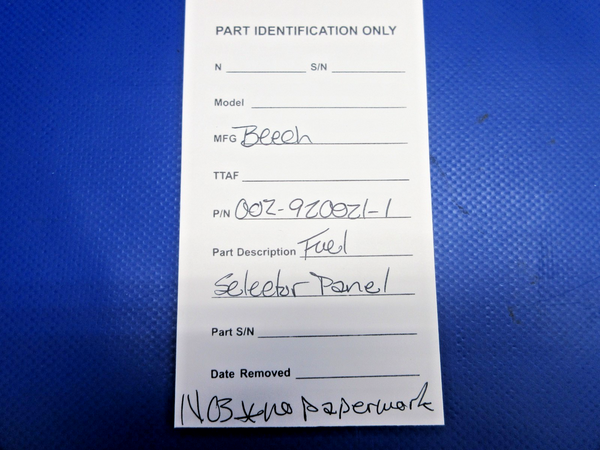 PART IDENTIFICATION ONLY
N S/N
Model
MFG Beech
TTAF
P/N 002-920021-1
Part Description Fuel
Selector Panel
Part S/N
Date Removed
no paperwork